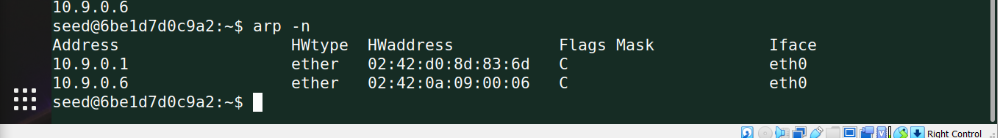 10.9.0.6
seed@6be1d7d0c9a2:~$ arp -n
Address HWtype HWaddress Flags Mask Iface
10.9.0.1 ether 02:42:d0:8d:83:6d C eth0
10.9.0.6 ether 02:42:0a:09:00:06 C eth0
seed@6be1d7d0c9a2:~$
Right Control